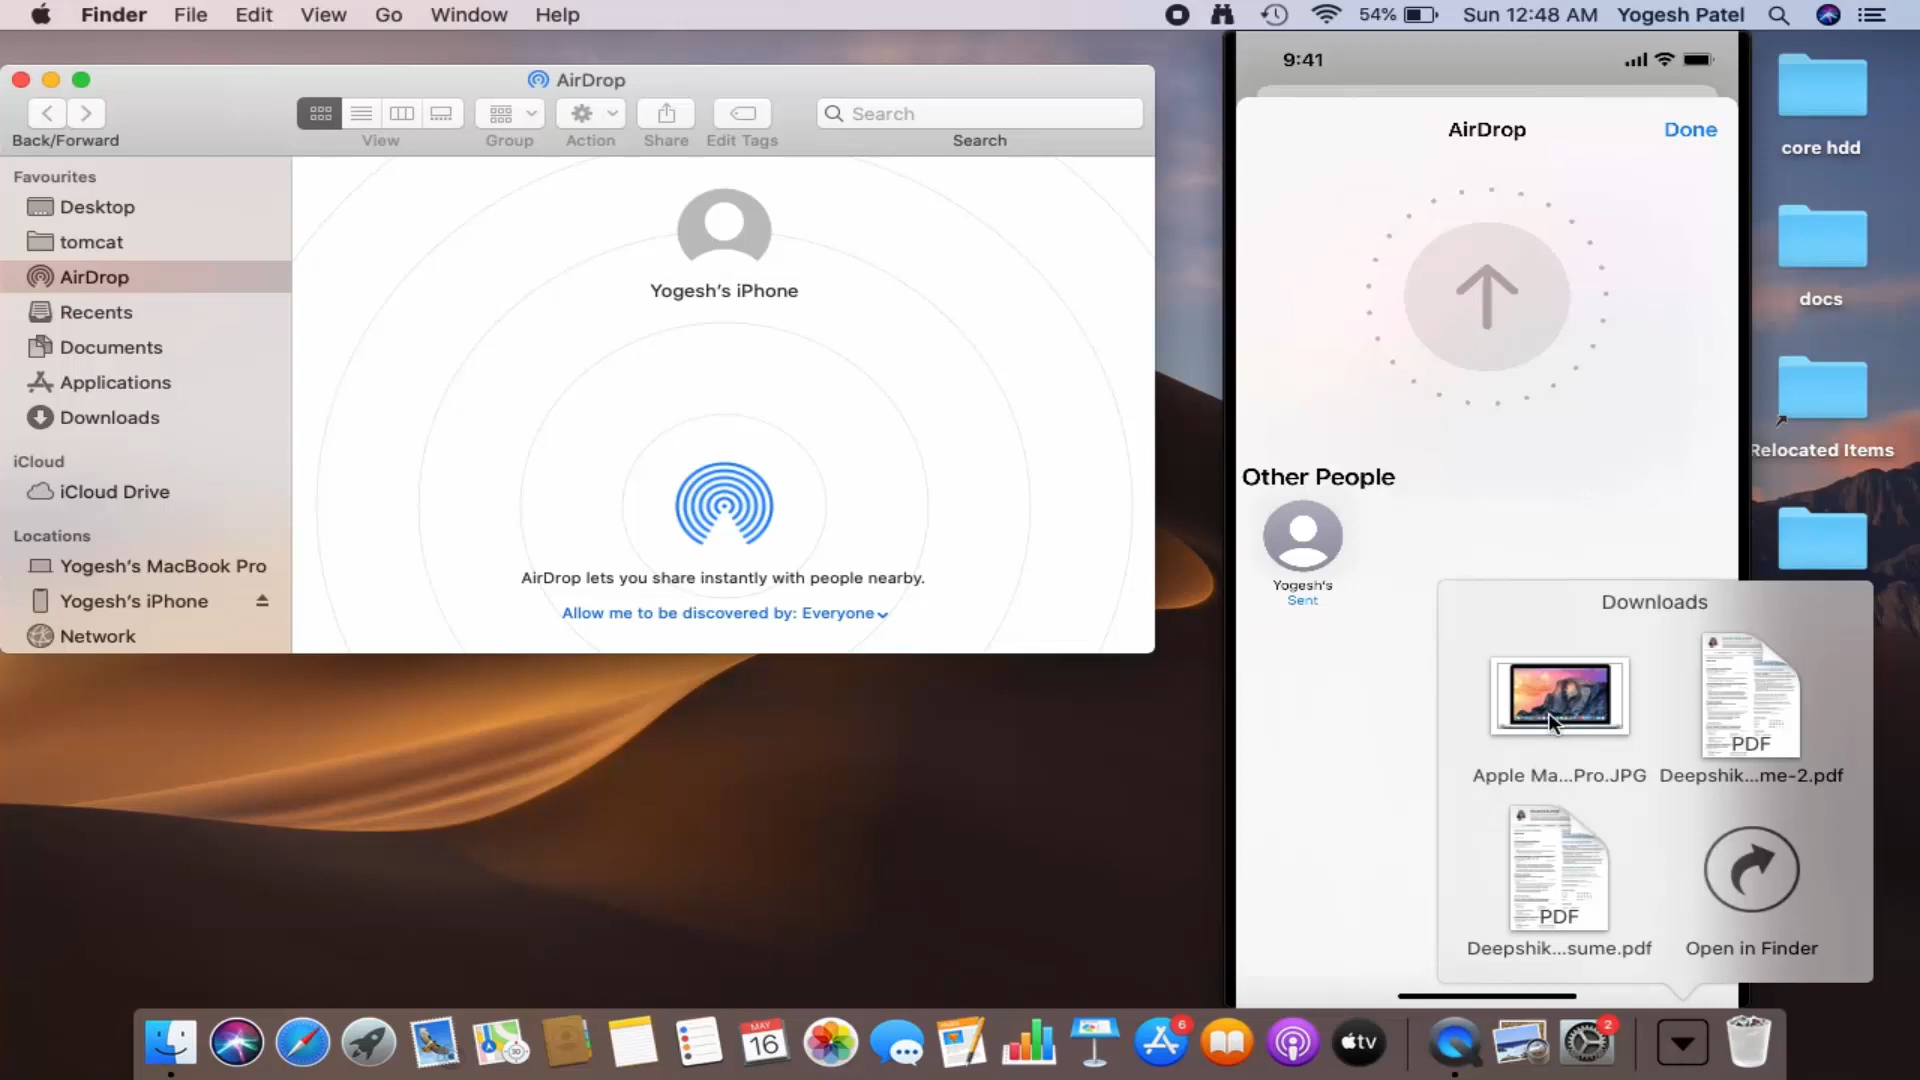 Finder File Edit View Go Window Help
54% Sun 12:48 AM Yogesh Patel
AirDrop
Back/Forward
View
Group
Action
Share
Edit Tags
Search
Search
Favourites
Desktop
tomcat
AirDrop
Recents
Documents
Applications
Downloads
iCloud
iCloud Drive
Locations
Yogesh's MacBook Pro
Yogesh's iPhone
Network
Yogesh's iPhone
AirDrop lets you share instantly with people nearby.
Allow me to be discovered by: Everyone
9:41
AirDrop
Done
Other People
Yogesh's
Sent
Downloads
PDF
Apple Ma...Pro.JPG
Deepshik...me-2.pdf
PDF
Deepshik...sume.pdf
Open in Finder
core hdd
docs
Relocated Items
MAY
16
6
tv
2